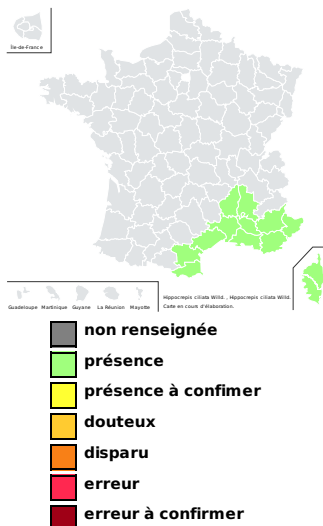 Île-de-France
Guadeloupe Martinique Guyane La Réunion Mayotte
Hippocrepis ciliata Willd. , Hippocrepis ciliata Willd.
Carte en cours d'élaboration.
non renseignée
présence
présence à confimer
douteux
disparu
erreur
erreur à confirmer